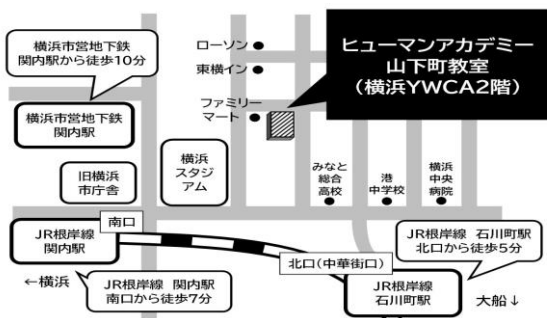 横浜市営地下鉄
関内駅から徒歩10分
ローソン
東横イン
ファミリー
マート
ヒューマンアカデミー
山下町教室
(横浜YWCA2階)
横浜市営地下鉄
関内駅
旧横浜
市庁舎
横浜
スタジ
アム
みなと
総合
高校
港
中学校
横浜
中央
病院
南口
JR根岸線
関内駅
←横浜
JR根岸線 関内駅
南口から徒歩7分
北口(中華街口)
JR根岸線 石川町駅
北口から徒歩5分
JR根岸線
石川町駅
大船↓